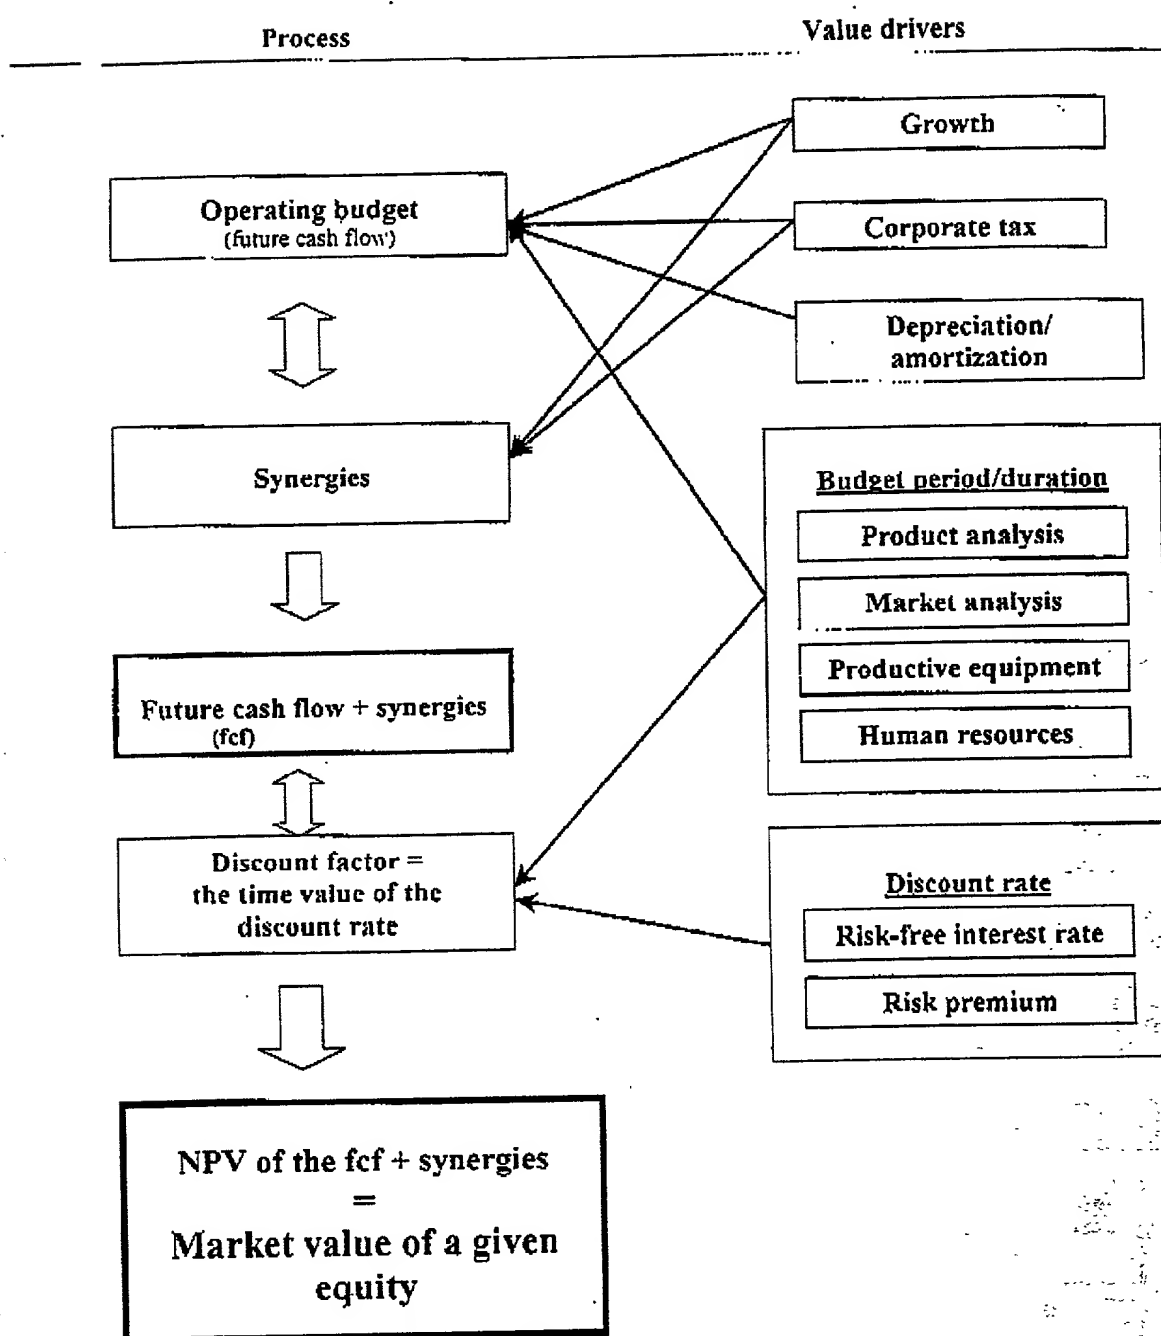 Process
Value drivers
Growth
Operating budget
(future cash flow)
Corporate tax
Depreciation/
amortization
Synergies
Budget period/duration
Product analysis
Market analysis
Productive equipment
Human resources
Future cash flow + synergies
(fcf)
Discount factor =
the time value of the
discount rate
Discount rate
Risk-free interest rate
Risk premium
NPV of the fcf + synergies
=
Market value of a given
equity